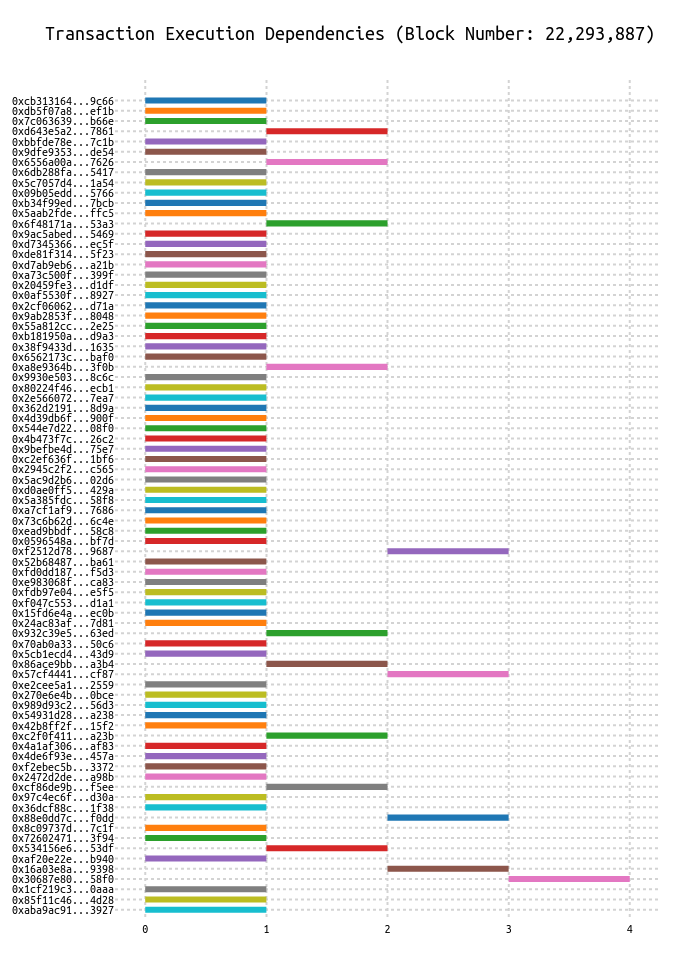 Transaction Execution Dependencies (Block Number: 22,293,887)
0xcb313164...9c66
0xdb5f07a8...ef1b
0x7c063639...b66e
0xd643e5a2...7861
0xbbfde78e...7c1b
0x9dfe9353...de54
0x6556a00a...7626
0x6db288fa...5417
0x5c7057d4...1a54
0x09b05edd...5766
0xb34f99ed...7bcb
0x5aab2fde...ffc5
0x6f48171a...53a3
0x9ac5abed...5469
0xd7345366...ec5f
0xde81f314...5f23
0xd7ab9eb6...a21b
0xa73c500f...399f
0x20459fe3...d1df
0x0af5530f...8927
0x2cf06062...d71a
0x9ab2853f...8048
0x55a812cc...2e25
0xb181950a...d9a3
0x38f9433d...1635
0x6562173c...baf0
0xa8e9364b...3f0b
0x9930e503...8c6c
0x80224f46...ecb1
0x2e566072...7ea7
0x362d2191...8d9a
0x4d39db6f...900f
0x544e7d22...08f0
0x4b473f7c...26c2
0x9befbe4d...75e7
0xc2ef636f...1bf6
0x2945c2f2...c565
0x5ac9d2b6...02d6
0xd0ae0ff5...429a
0x5a385fdc...58f8
0xa7cf1af9...7686
0x73c6b62d...6c4e
0xead9bbdf...58c8
0x0596548a...bf7d
0xf2512d78...9687
0x52b68487...ba61
0xfd0dd187...f5d3
0xe983068f...ca83
0xfdb97e04...e5f5
0xf047c553...d1a1
0x15fd6e4a...ec0b
0x24ac83af...7d81
0x932c39e5...63ed
0x70ab0a33...50c6
0x5cb1ecd4...43d9
0x86ace9bb...a3b4
0x57cf4441...cf87
0xe2cee5a1...2559
0x270e6e4b...0bce
0x989d93c2...56d3
0x54931d28...a238
0x42b8ff2f...15f2
0xc2f0f411...a23b
0x4a1af306...af83
0x4de6f93e...457a
0xf2ebec5b...3372
0x2472d2de...a98b
0xcf86de9b...f5ee
0x97c4ec6f...d30a
0x36dcf88c...1f38
0x88e0dd7c...f0dd
0x8c09737d...7c1f
0x72602471...3f94
0x534156e6...53df
0xaf20e22e...b940
0x16a03e8a...9398
0x30687e80...58f0
0x1cf219c3...0aaa
0x85f11c46...4d28
0xaba9ac91...3927
0 1 2 3 4